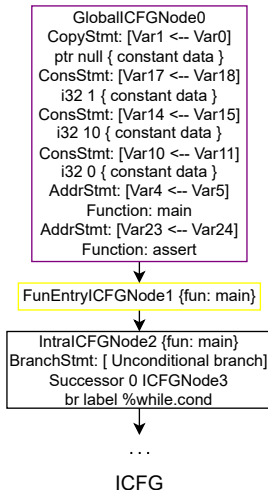 GlobalICFGNode0
CopyStmt: [Var1 <-- Var0]
ptr null { constant data }
ConsStmt: [Var17 <-- Var18]
i32 1 { constant data }
ConsStmt: [Var14 <-- Var15]
i32 10 { constant data }
ConsStmt: [Var10 <-- Var11]
i32 0 { constant data }
AddrStmt: [Var4 <-- Var5]
Function: main
AddrStmt: [Var23 <-- Var24]
Function: assert
FunEntryICFGNode1 {fun: main}
IntraICFGNode2 {fun: main}
BranchStmt: [ Unconditional branch]
Successor 0 ICFGNode3
br label %while.cond
...
ICFG